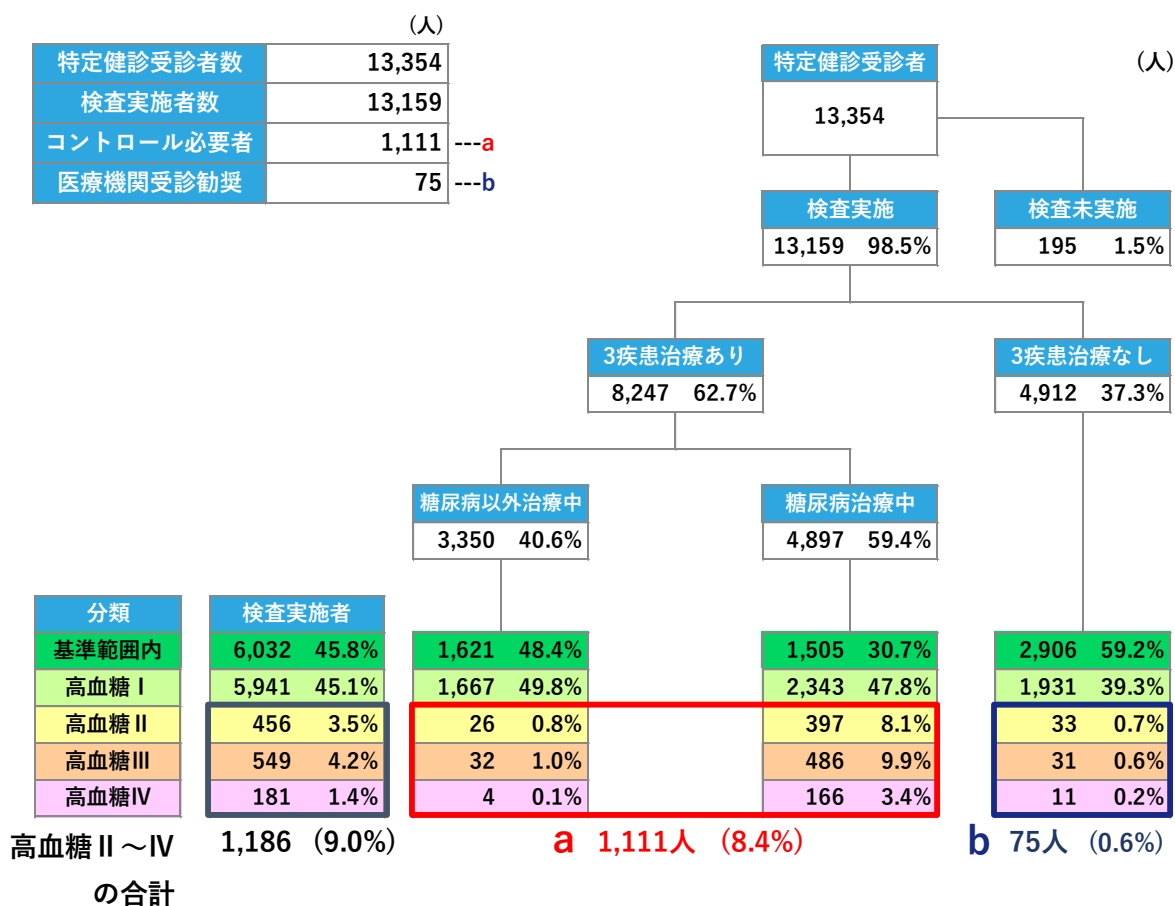 (人)
特定健診受診者数 13,354
検査実施者数 13,159
コントロール必要者 1,111 ---a
医療機関受診勧奨 75 ---b
特定健診受診者 (人)
13,354
検査実施 検査未実施
13,159 98.5% 195 1.5%
3疾患治療あり 3疾患治療なし
8,247 62.7% 4,912 37.3%
糖尿病以外治療中 糖尿病治療中
3,350 40.6% 4,897 59.4%
分類 検査実施者
基準範囲内 6,032 45.8% 1,621 48.4% 1,505 30.7% 2,906 59.2%
高血糖Ⅰ 5,941 45.1% 1,667 49.8% 2,343 47.8% 1,931 39.3%
高血糖Ⅱ 456 3.5% 26 0.8% 397 8.1% 33 0.7%
高血糖Ⅲ 549 4.2% 32 1.0% 486 9.9% 31 0.6%
高血糖Ⅳ 181 1.4% 4 0.1% 166 3.4% 11 0.2%
高血糖Ⅱ～Ⅳ 1,186 (9.0%) a 1,111人 (8.4%) b 75人 (0.6%)
の合計